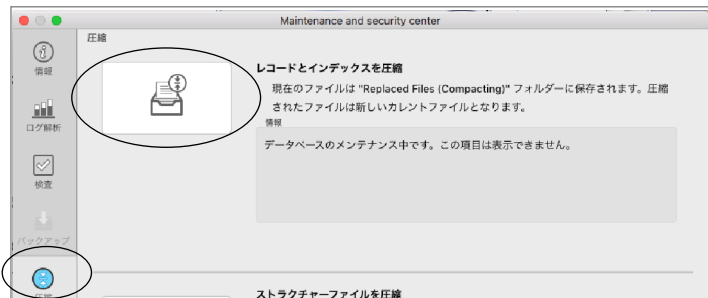 Maintenance and security center
圧縮
情報
ログ解析
検査
バックアップ
圧縮
レコードとインデックスを圧縮
現在のファイルは "Replaced Files (Compacting)" フォルダーに保存されます。圧縮
されたファイルは新しいカレントファイルとなります。
情報
データベースのメンテナンス中です。この項目は表示できません。
ストラクチャーファイルを圧縮